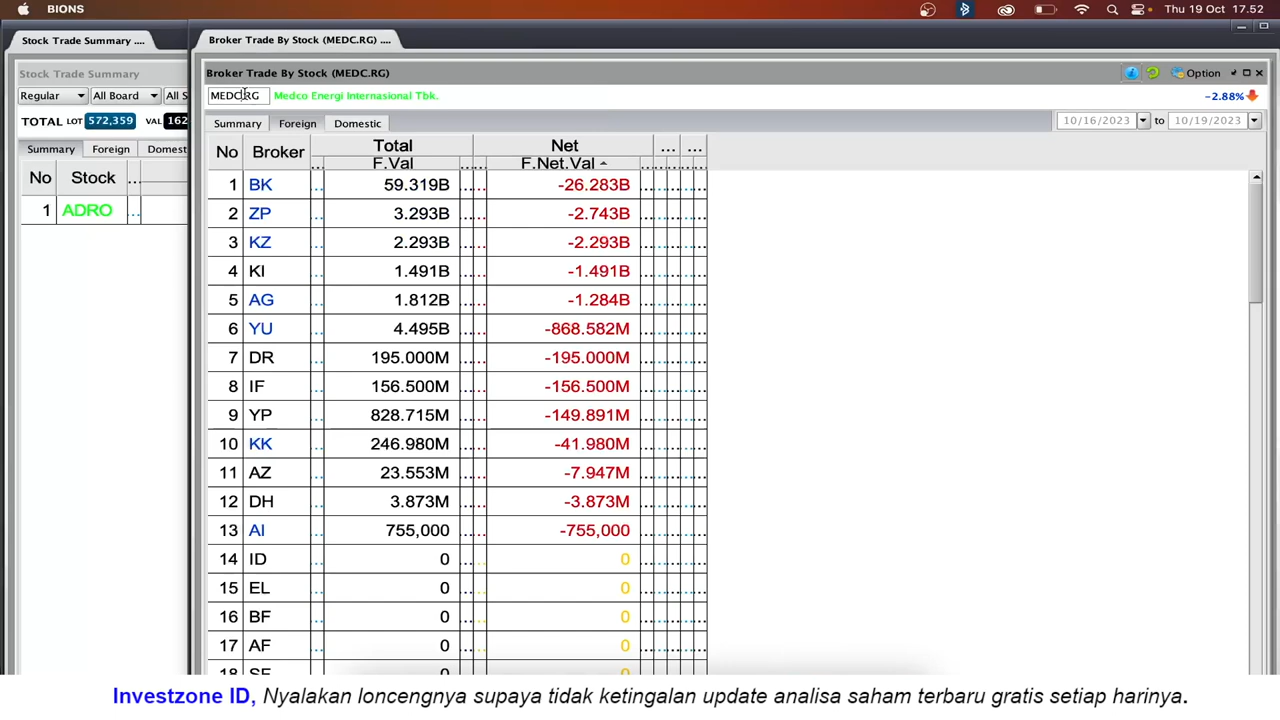 BIONS
Thu 19 Oct 17.52
Stock Trade Summary ....
Broker Trade By Stock (MEDC.RG) ....
Stock Trade Summary
Broker Trade By Stock (MEDC.RG)
Option
Regular All Board All S
MEDC.RG Medco Energi Internasional Tbk.
-2.88%
TOTAL LOT 572,359 VAL 162
Summary Foreign Domestic
10/16/2023 to 10/19/2023
Summary Foreign Domest
No Stock ...
1 ADRO ...
No Broker Total Net ... ...
F.Val F.Net.Val
1 BK ... 59.319B -26.283B
2 ZP ... 3.293B -2.743B
3 KZ ... 2.293B -2.293B
4 KI ... 1.491B -1.491B
5 AG ... 1.812B -1.284B
6 YU ... 4.495B -868.582M
7 DR ... 195.000M -195.000M
8 IF ... 156.500M -156.500M
9 YP ... 828.715M -149.891M
10 KK ... 246.980M -41.980M
11 AZ ... 23.553M -7.947M
12 DH ... 3.873M -3.873M
13 AI ... 755,000 -755,000
14 ID ... 0 0
15 EL ... 0 0
16 BF ... 0 0
17 AF ... 0 0
Investzone ID, Nyalakan loncengnya supaya tidak ketingalan update analisa saham terbaru gratis setiap harinya.